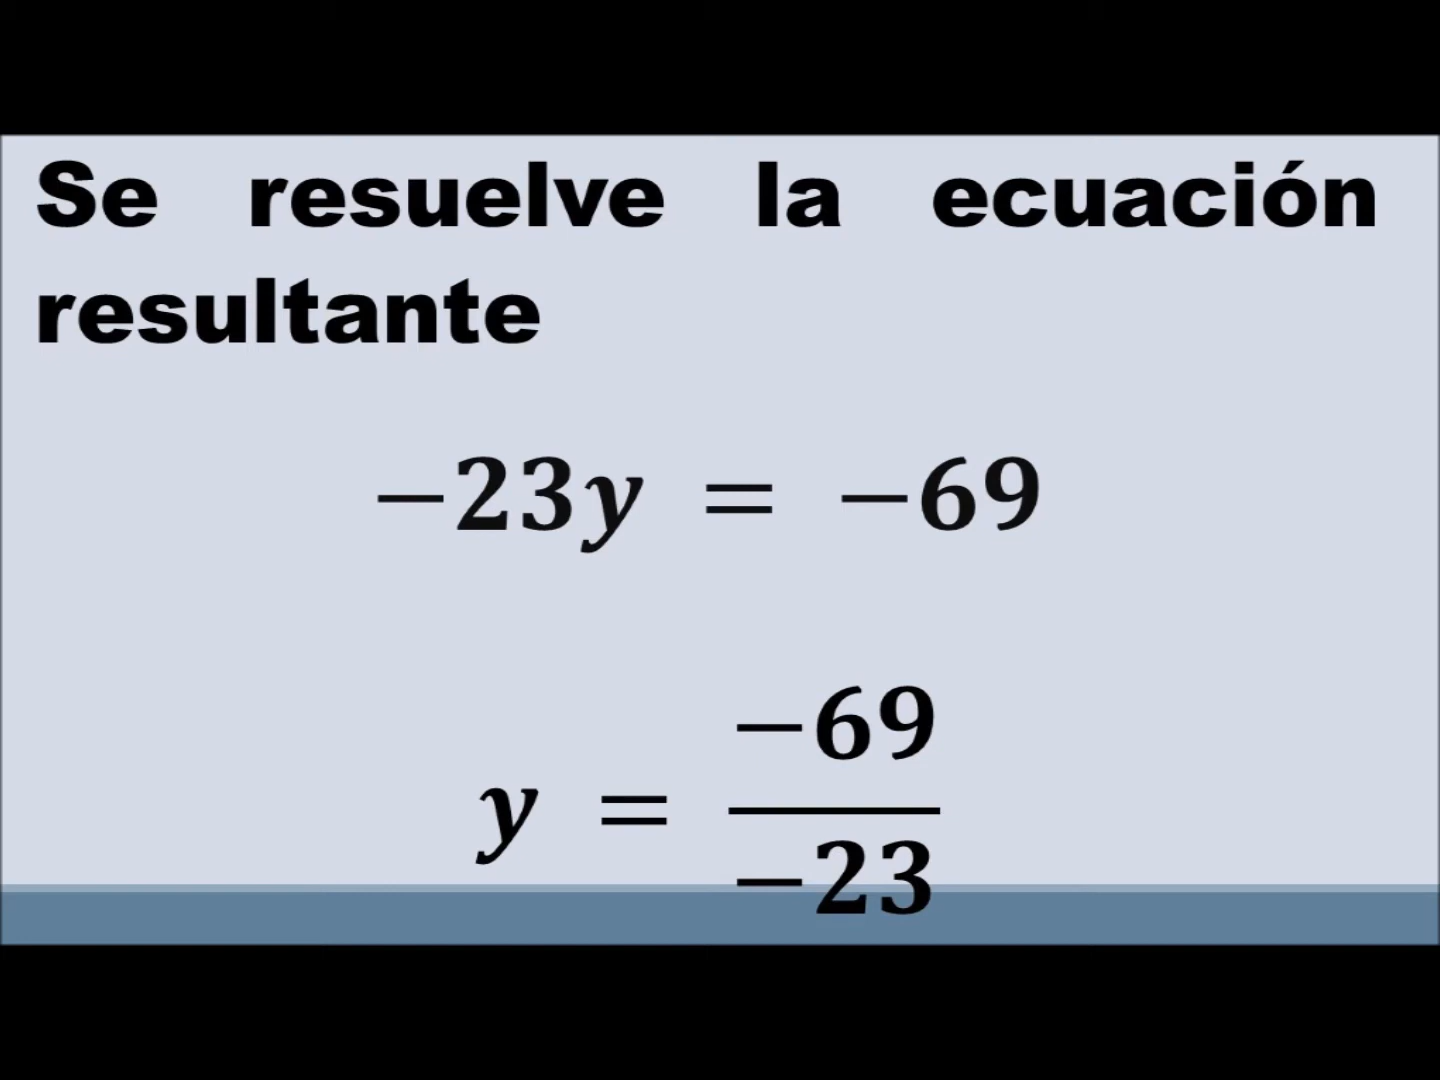 Se resuelve la ecuación
resultante
−23y = −69
y = −69/−23